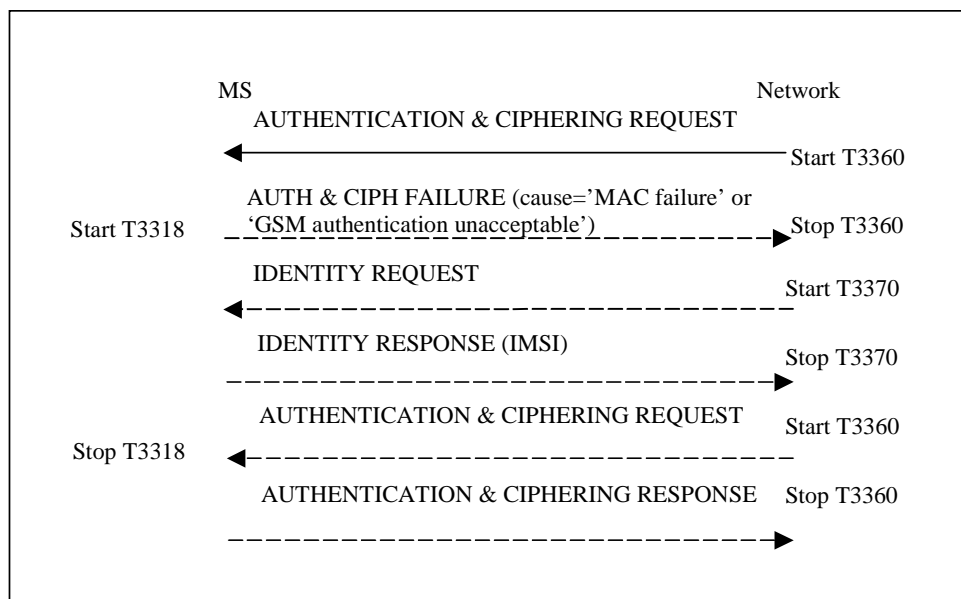 MS Network
AUTHENTICATION & CIPHERING REQUEST
Start T3360
AUTH & CIPH FAILURE (cause=’MAC failure’ or
‘GSM authentication unacceptable’)
Start T3318 Stop T3360
IDENTITY REQUEST
Start T3370
IDENTITY RESPONSE (IMSI)
Stop T3370
AUTHENTICATION & CIPHERING REQUEST
Start T3360
Stop T3318
AUTHENTICATION & CIPHERING RESPONSE Stop T3360